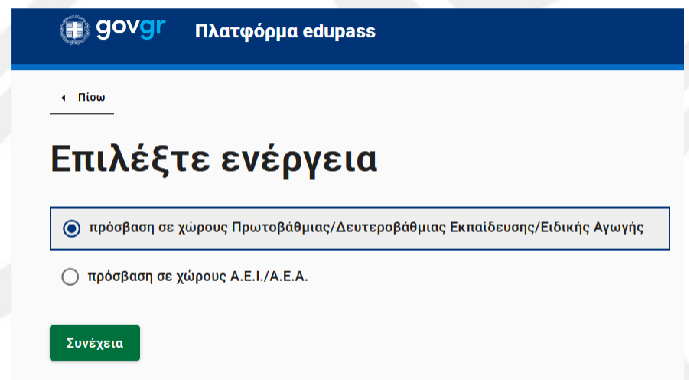 govgr Πλατφόρμα edupass
Πίσω
Επιλέξτε ενέργεια
πρόσβαση σε χώρους Πρωτοβάθμιας/Δευτεροβάθμιας Εκπαίδευσης/Ειδικής Αγωγής
πρόσβαση σε χώρους Α.Ε.Ι./Α.Ε.Α.
Συνέχεια